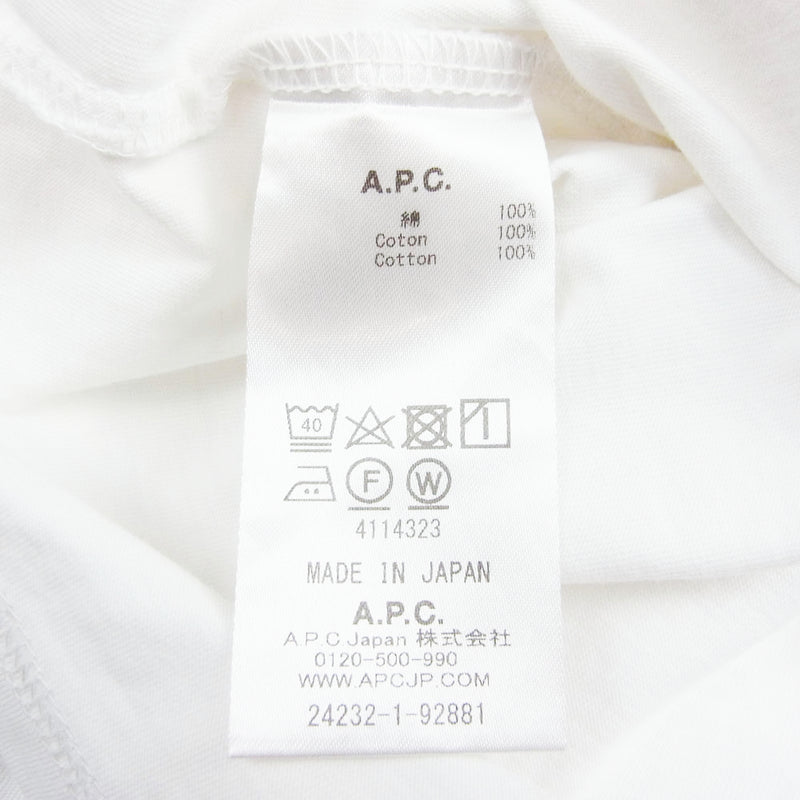 A.P.C.
綿 100%
Coton 100%
Cotton 100%
40
F W
4114323
MADE IN JAPAN
A.P.C.
A.P.C.Japan 株式会社
0120-500-990
WWW.APCJP.COM
24232-1-92881